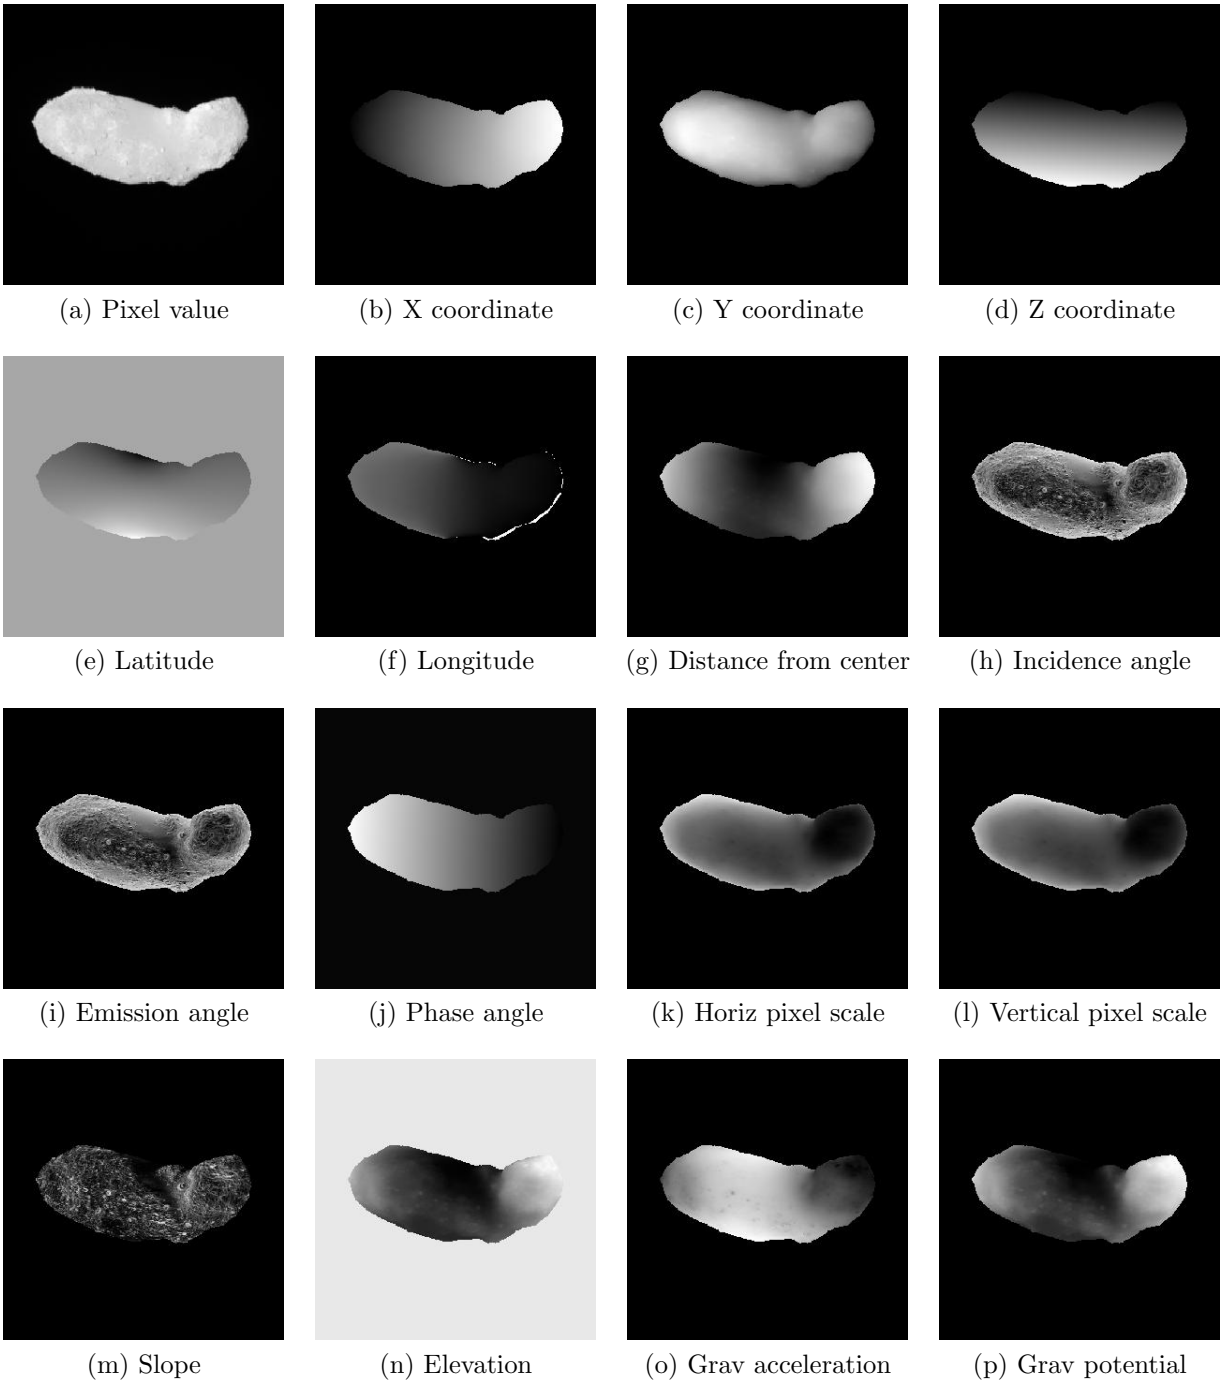 (a) Pixel value
(b) X coordinate
(c) Y coordinate
(d) Z coordinate
(e) Latitude
(f) Longitude
(g) Distance from center
(h) Incidence angle
(i) Emission angle
(j) Phase angle
(k) Horiz pixel scale
(l) Vertical pixel scale
(m) Slope
(n) Elevation
(o) Grav acceleration
(p) Grav potential